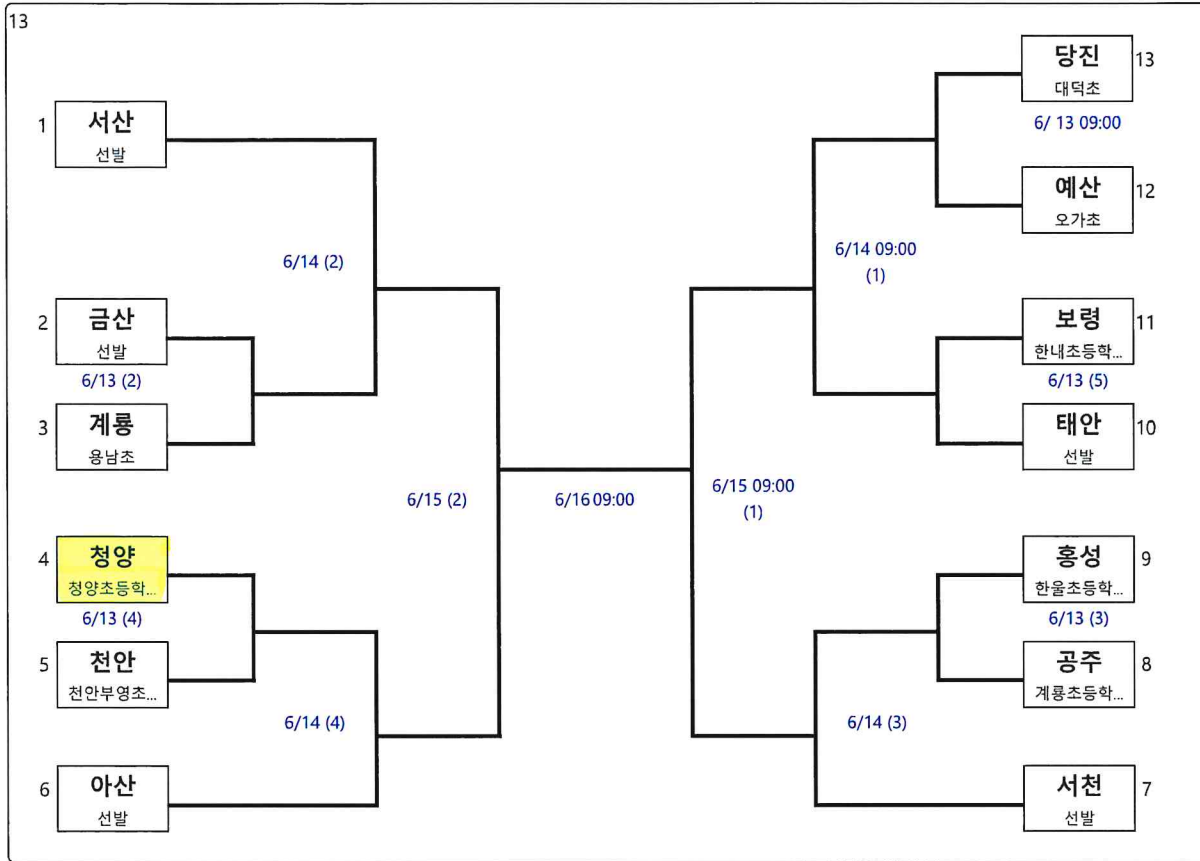 13
1
서산
선발
6/14 (2)
2
금산
선발
6/13 (2)
3
계룡
용남초
6/15 (2)
4
청양
청양초등학...
6/13 (4)
5
천안
천안부영초...
6/14 (4)
6
아산
선발
6/16 09:00
당진
대덕초
13
6/ 13 09:00
예산
오가초
12
6/14 09:00
(1)
보령
한내초등학...
11
6/13 (5)
태안
선발
10
6/15 09:00
(1)
홍성
한울초등학...
9
6/13 (3)
공주
계룡초등학...
8
6/14 (3)
서천
선발
7